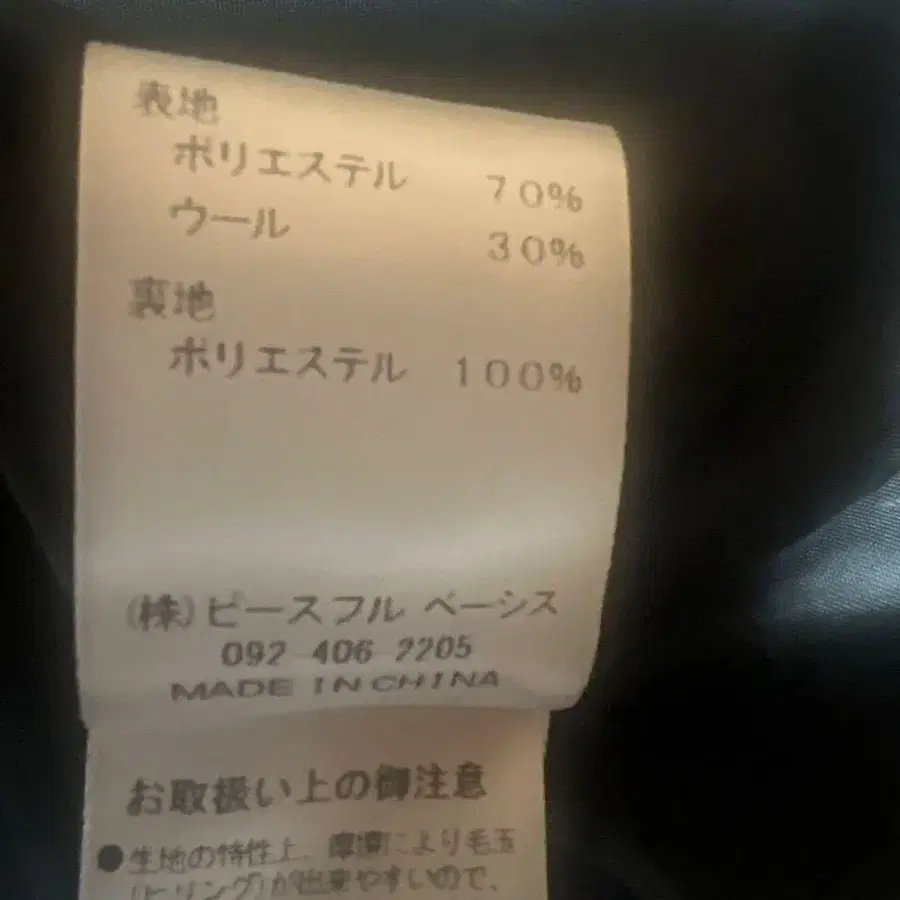 表地
ポリエステル 70%
ウール 30%
裏地
ポリエステル 100%
(株)ピースフル ベーシス
092-406-2205
MADE IN CHINA
お取扱い上の御注意
●生地の特性上、摩擦により毛玉
(ピリング)が出来やすいので、